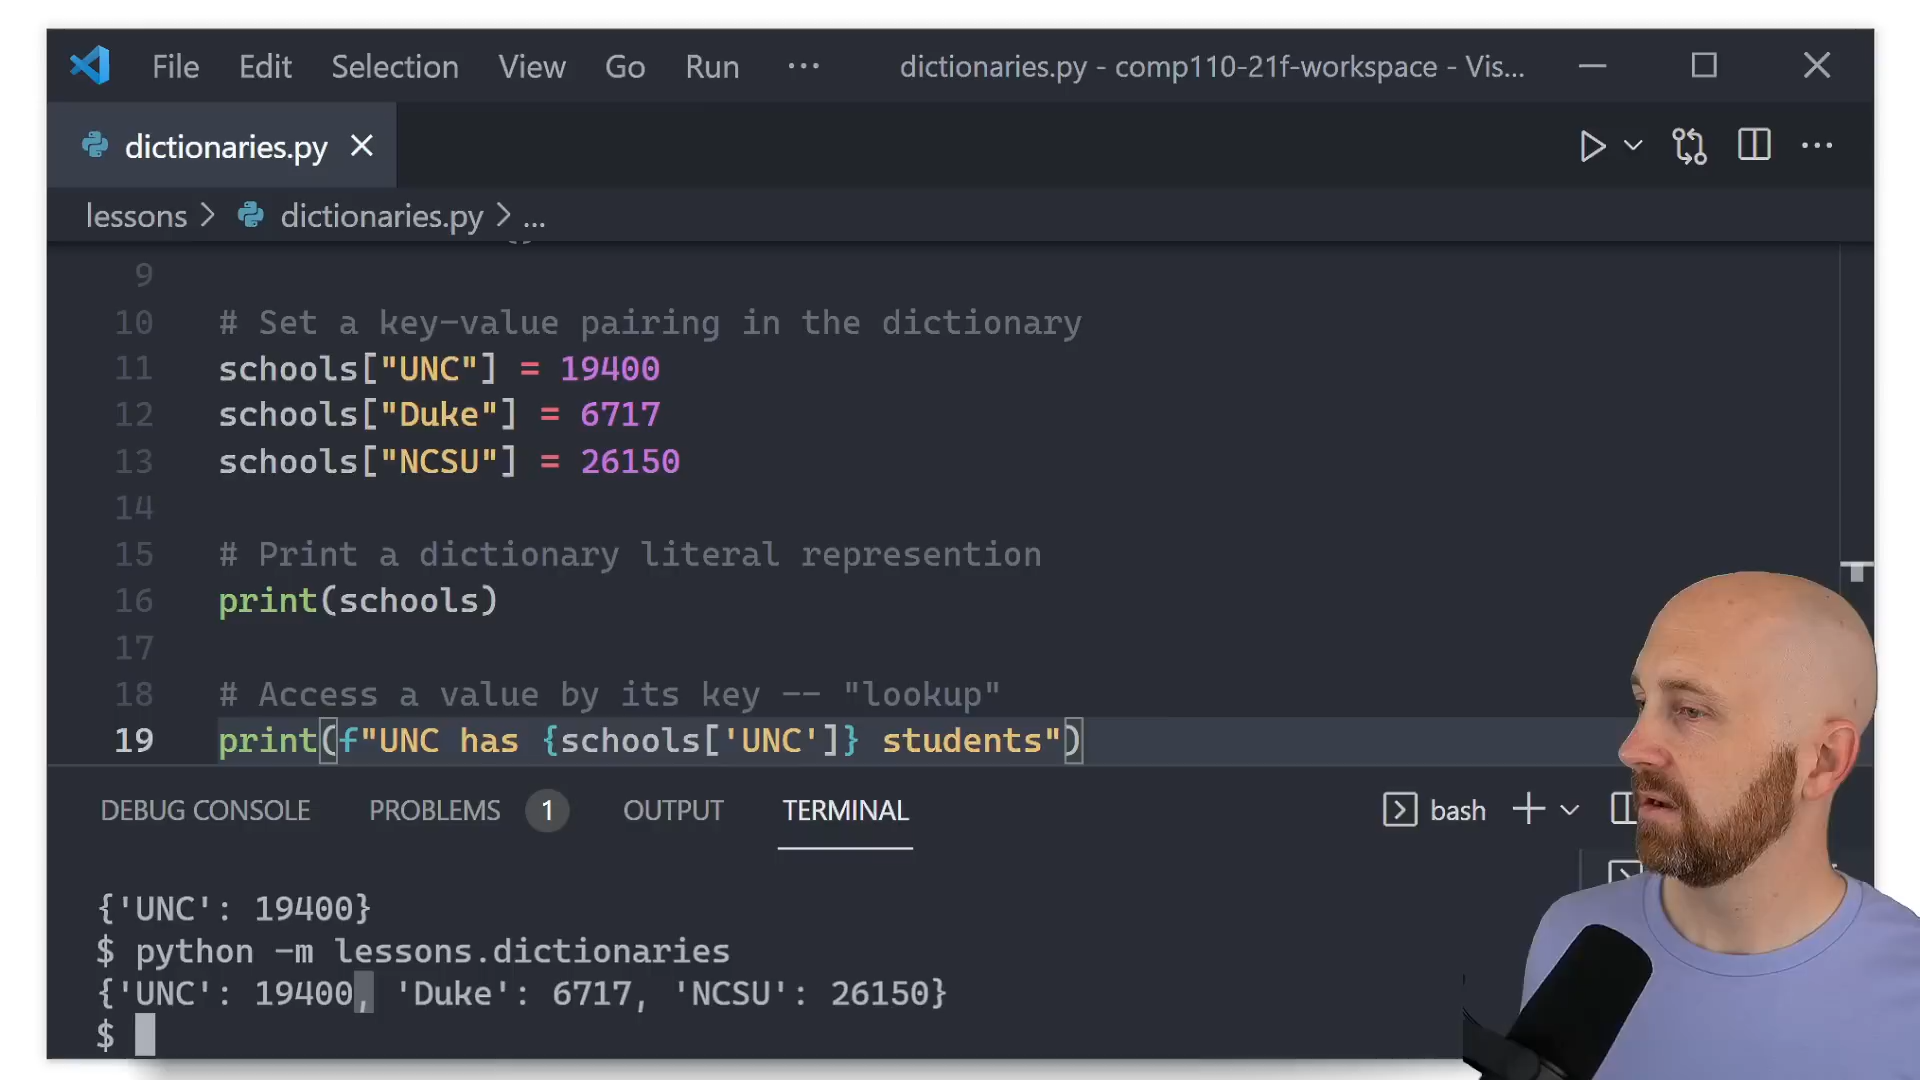 File Edit Selection View Go Run ··· dictionaries.py - comp110-21f-workspace - Vis...
dictionaries.py
lessons > dictionaries.py > ...
9
10 # Set a key-value pairing in the dictionary
11 schools["UNC"] = 19400
12 schools["Duke"] = 6717
13 schools["NCSU"] = 26150
14
15 # Print a dictionary literal represention
16 print(schools)
17
18 # Access a value by its key -- "lookup"
19 print(f"UNC has {schools['UNC']} students")
DEBUG CONSOLE PROBLEMS 1 OUTPUT TERMINAL bash
{'UNC': 19400}
$ python -m lessons.dictionaries
{'UNC': 19400, 'Duke': 6717, 'NCSU': 26150}
$